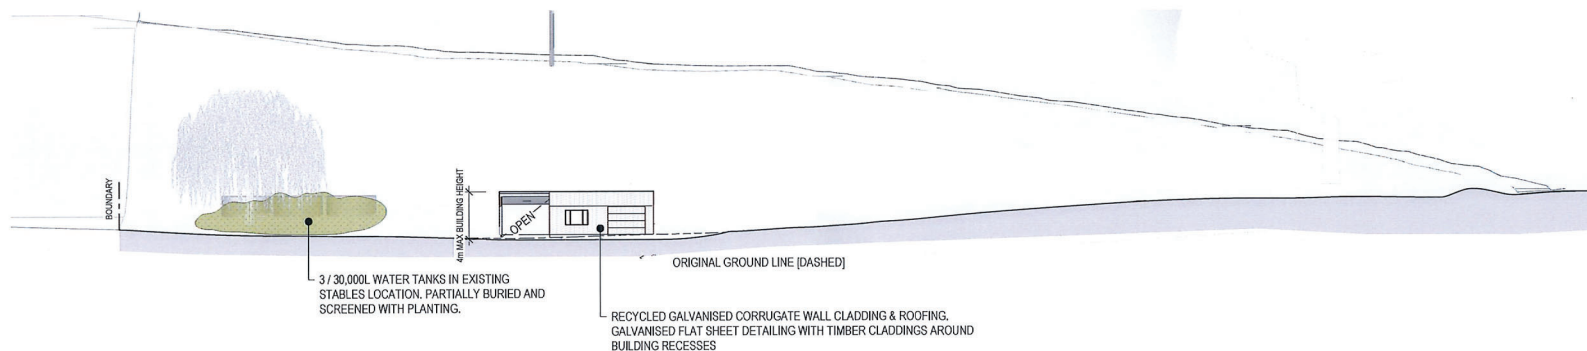 BOUNDARY
4m MAX BUILDING HEIGHT
OPEN
ORIGINAL GROUND LINE [DASHED]
3 / 30,000L WATER TANKS IN EXISTING
STABLES LOCATION. PARTIALLY BURIED AND
SCREENED WITH PLANTING.
RECYCLED GALVANISED CORRUGATE WALL CLADDING & ROOFING.
GALVANISED FLAT SHEET DETAILING WITH TIMBER CLADDINGS AROUND
BUILDING RECESSES